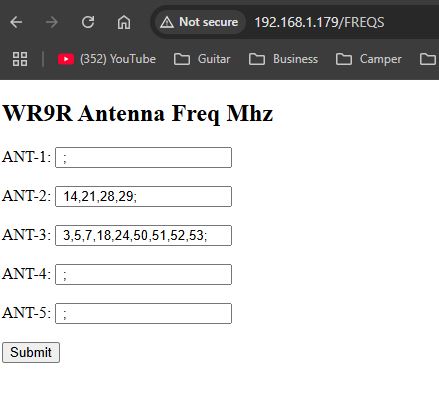 Not secure 192.168.1.179/FREQS
(352) YouTube Guitar Business Camper
WR9R Antenna Freq Mhz
ANT-1: ;
ANT-2: 14,21,28,29;
ANT-3: 3,5,7,18,24,50,51,52,53;
ANT-4: ;
ANT-5: ;
Submit